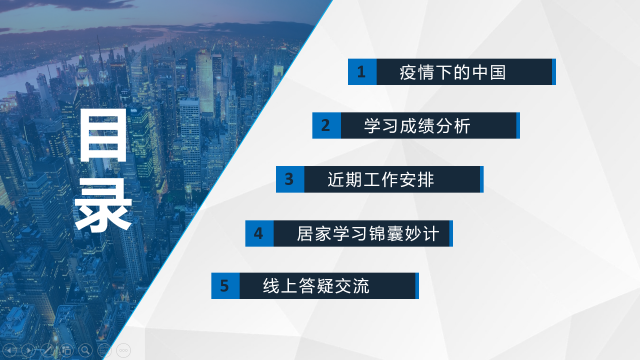 目录
1 疫情下的中国
2 学习成绩分析
3 近期工作安排
4 居家学习锦囊妙计
5 线上答疑交流